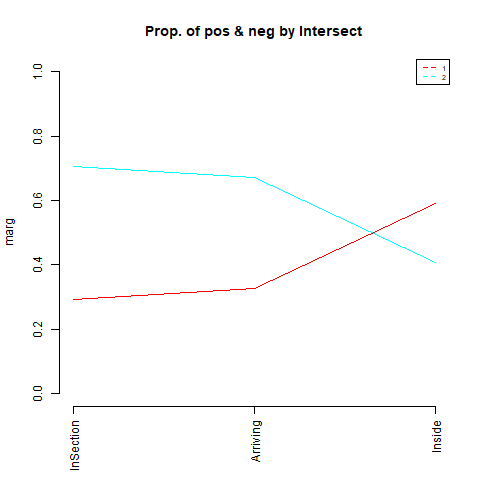 Prop. of pos & neg by Intersect
1
2
marg
1.0
0.8
0.6
0.4
0.2
0.0
InSection
Arriving
Inside